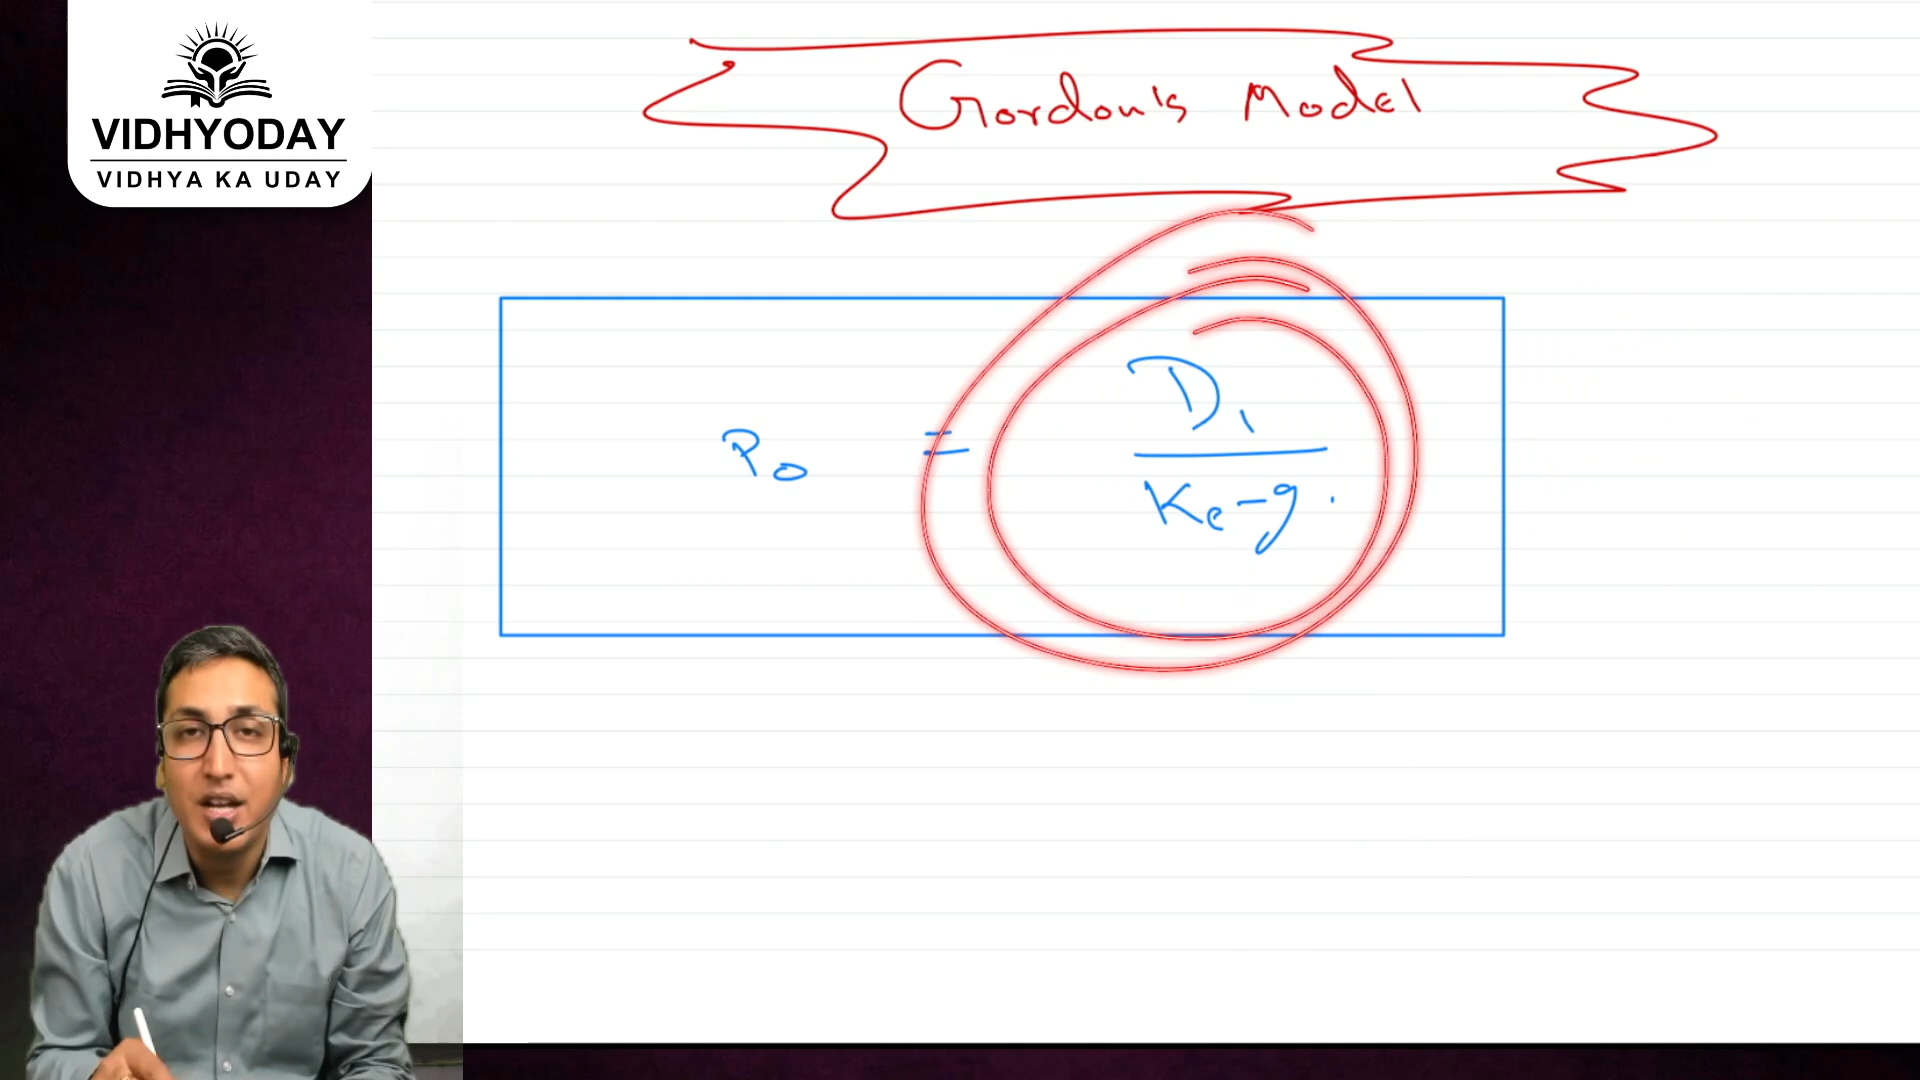 VIDHYODAY
VIDHYA KA UDAY
Gordon's Model
P0 = D1
Ke-g.